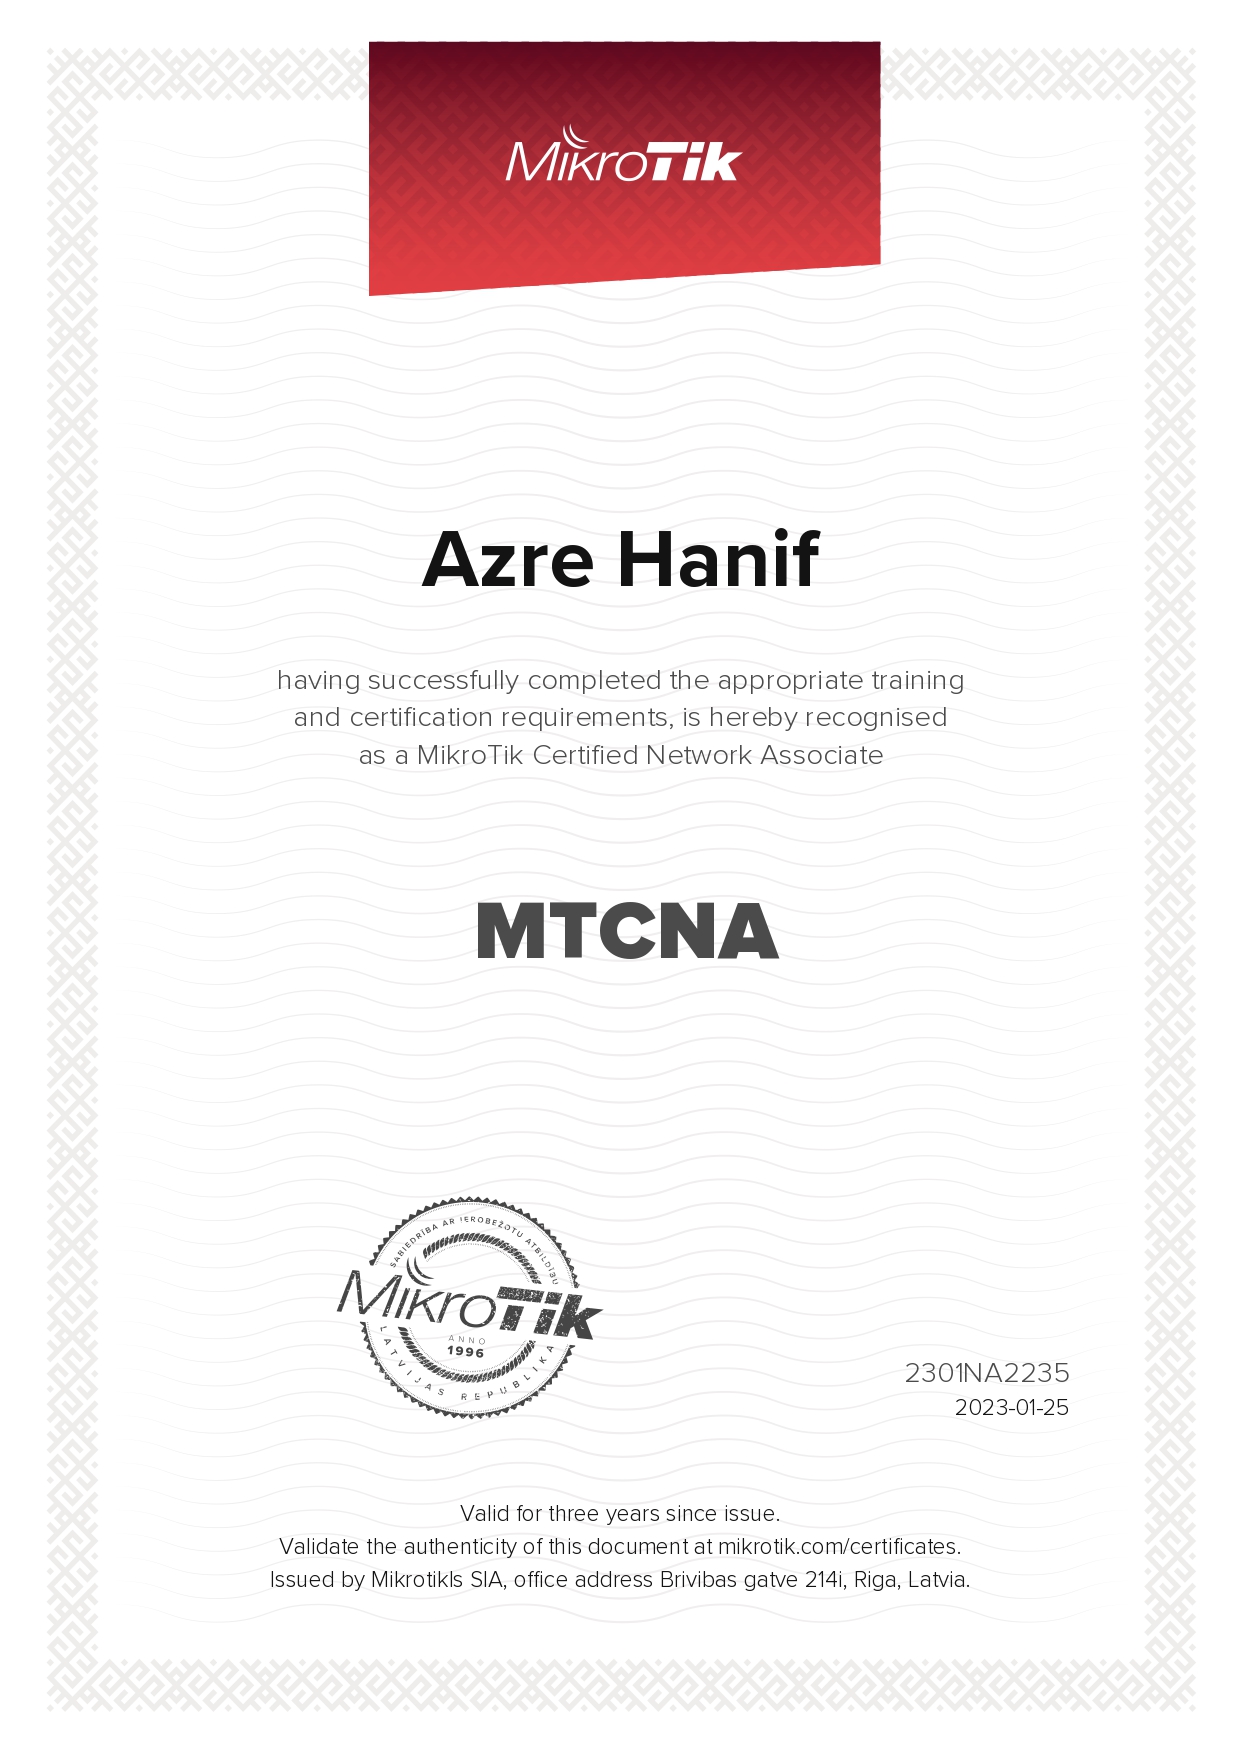 MikroTik
Azre Hanif
having successfully completed the appropriate training
and certification requirements, is hereby recognised
as a MikroTik Certified Network Associate
MTCNA
SABIEDRĪBA AR IEROBEŽOTU ATBILDĪBU
MikroTik
ANNO
1996
LATVIJAS REPUBLIKA
2301NA2235
2023-01-25
Valid for three years since issue.
Validate the authenticity of this document at mikrotik.com/certificates.
Issued by Mikrotikls SIA, office address Brivibas gatve 214i, Riga, Latvia.